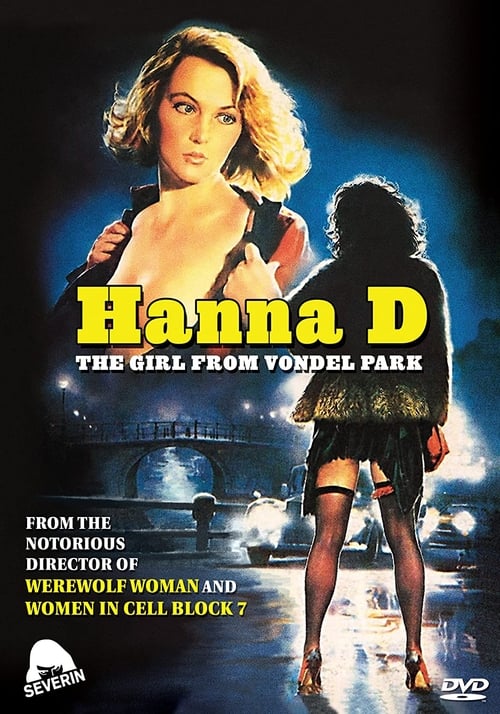 Hanna D
THE GIRL FROM VONDEL PARK
FROM THE
NOTORIOUS
DIRECTOR OF
WEREWOLF WOMAN AND
WOMEN IN CELL BLOCK 7
SEVERIN
DVD